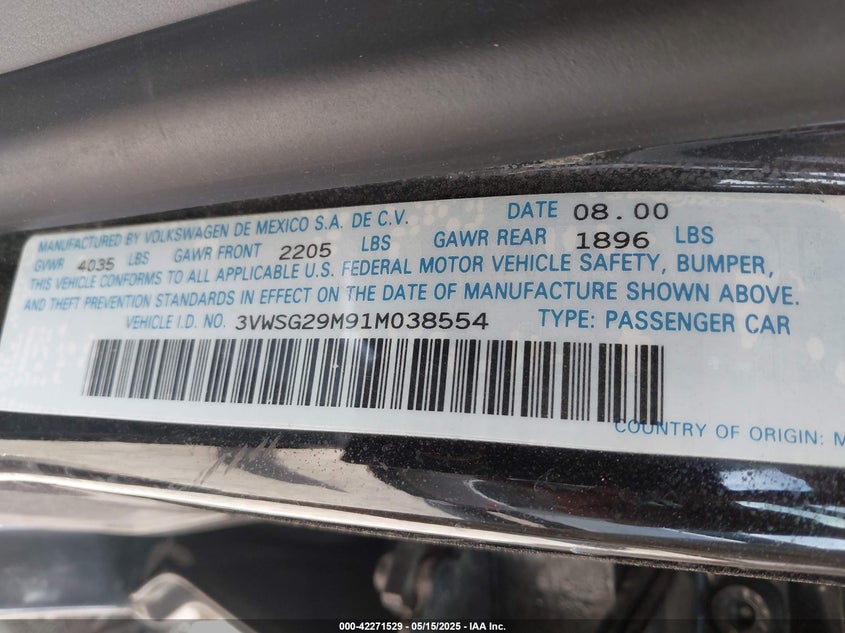 MANUFACTURED BY VOLKSWAGEN DE MEXICO S.A. DE C.V. DATE 08.00
GVWR 4035 LBS GAWR FRONT 2205 LBS GAWR REAR 1896 LBS
THIS VEHICLE CONFORMS TO ALL APPLICABLE U.S. FEDERAL MOTOR VEHICLE SAFETY, BUMPER,
AND THEFT PREVENTION STANDARDS IN EFFECT ON THE DATE OF MANUFACTURE SHOWN ABOVE.
VEHICLE I.D. NO. 3VWSG29M91M038554 TYPE: PASSENGER CAR
COUNTRY OF ORIGIN: M
000-42271529 - 05/15/2025 - IAA Inc.